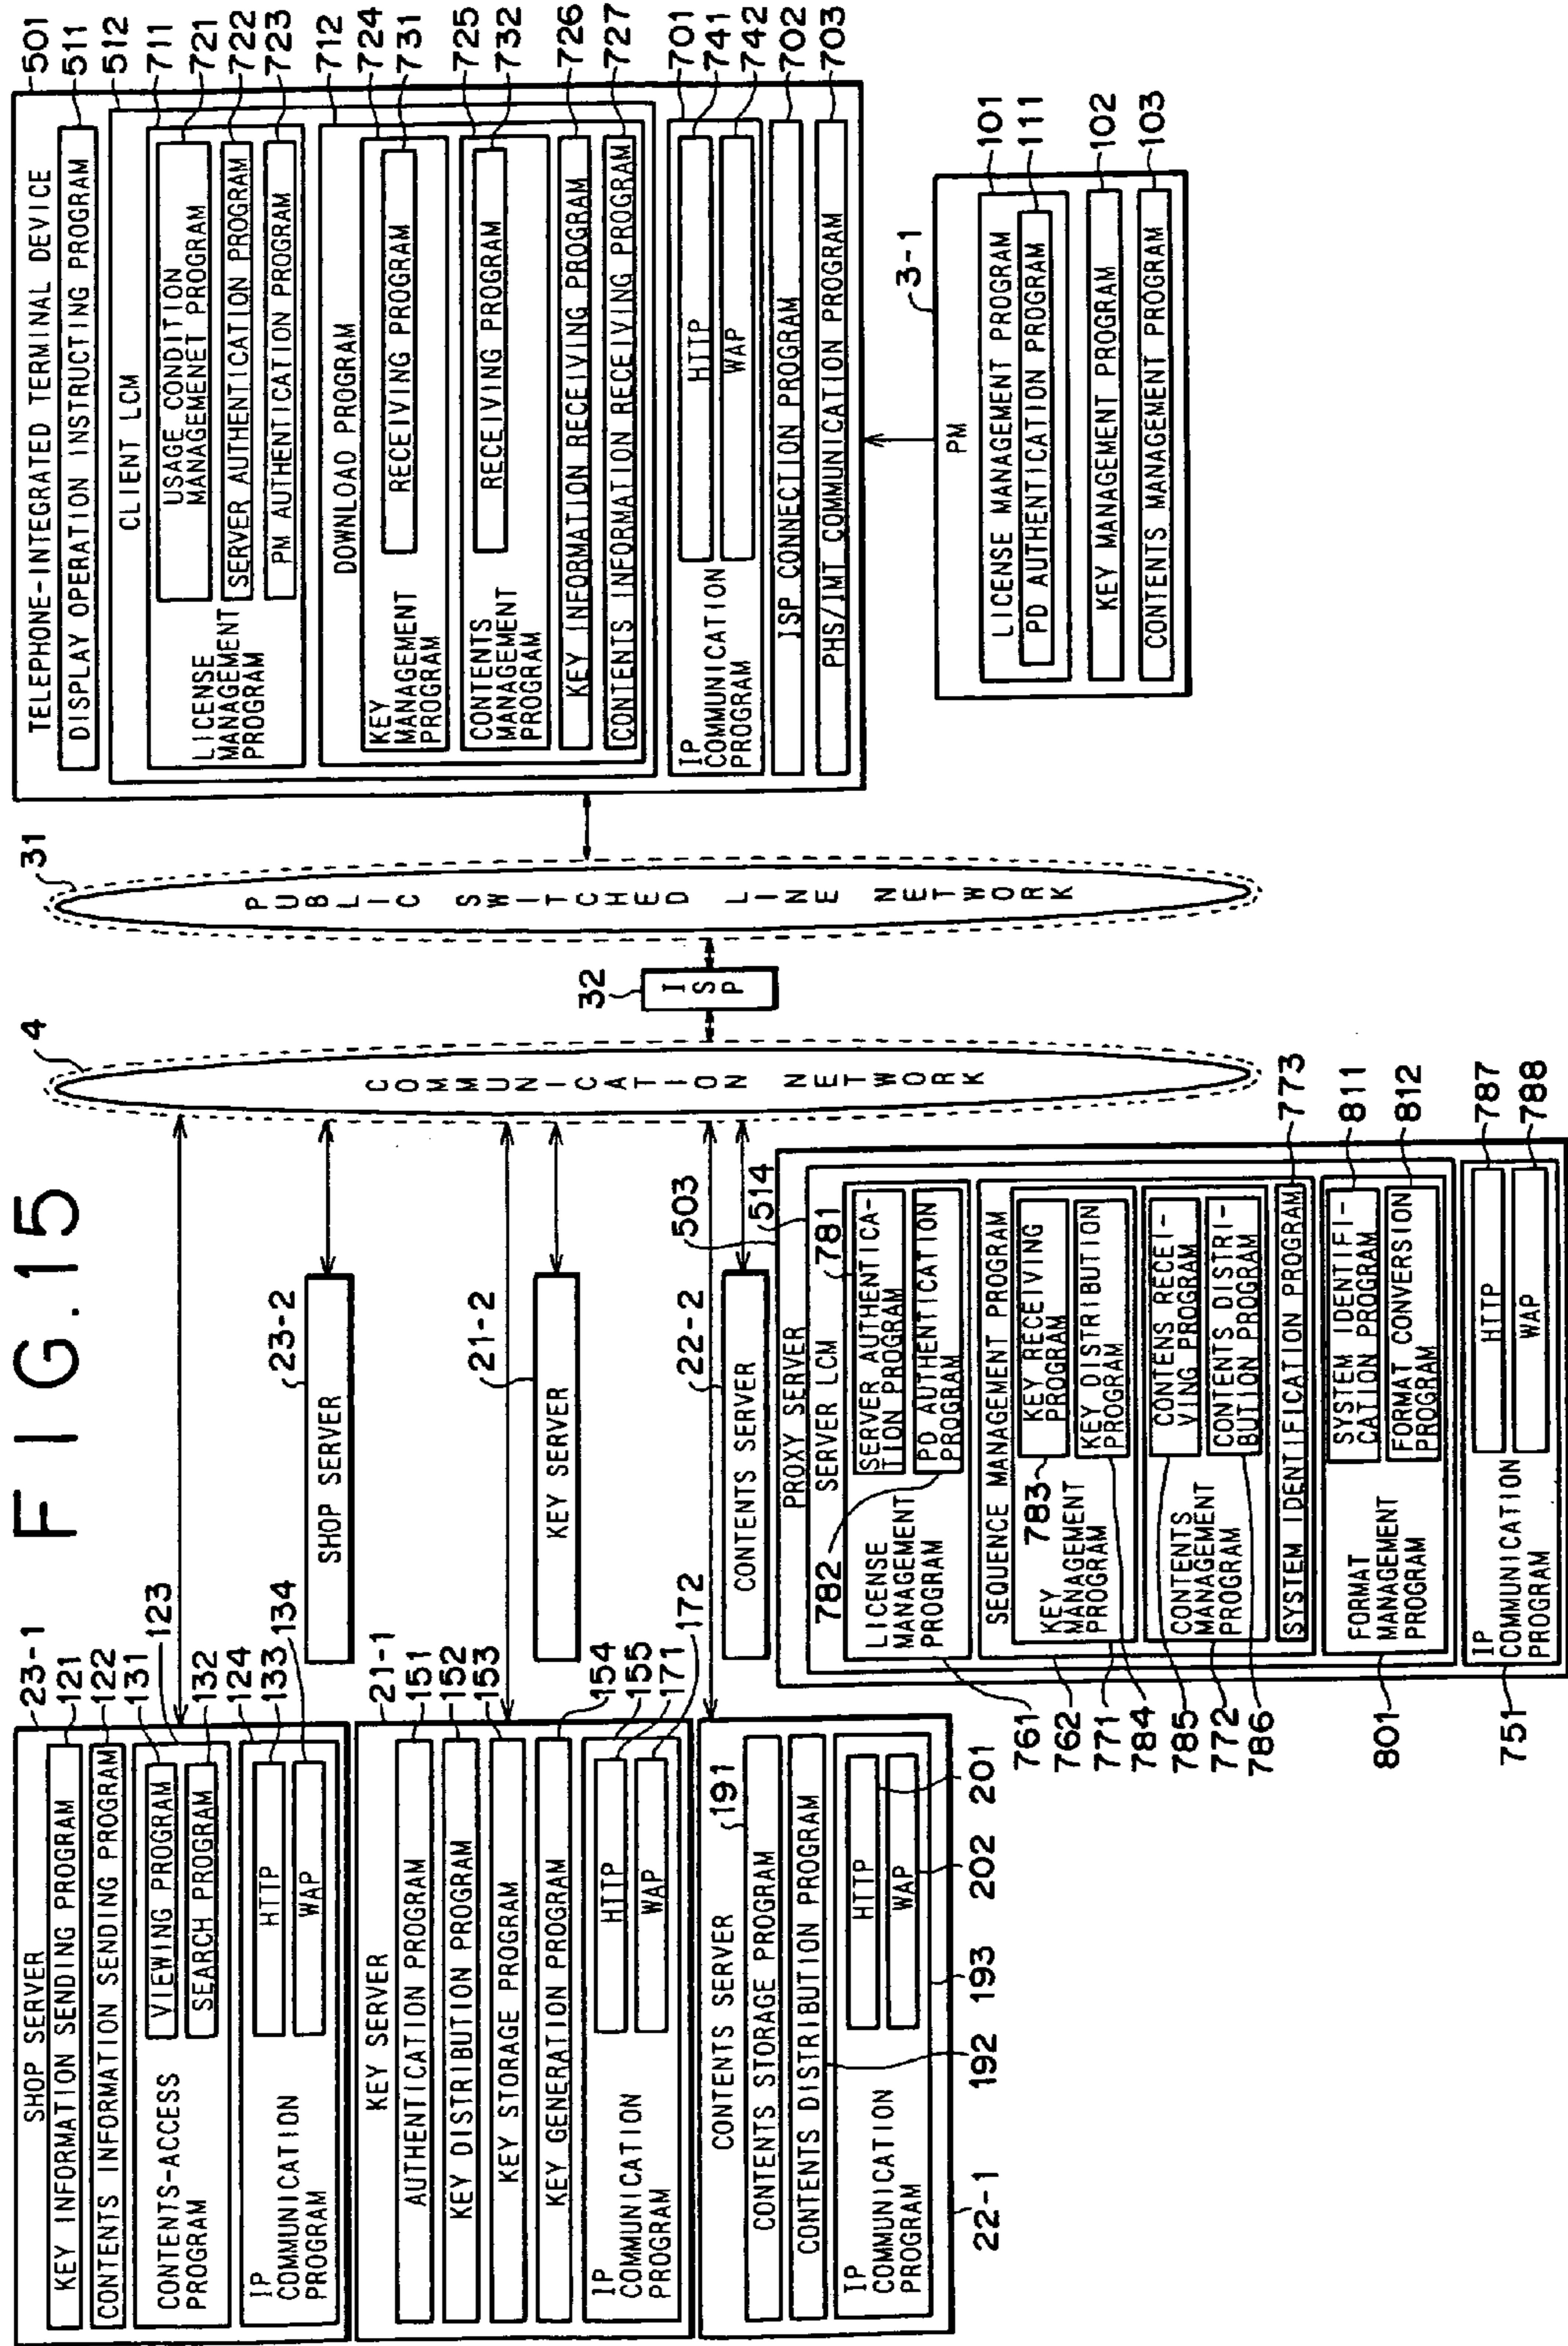 FIG.15
SHOP SERVER
23-1
KEY INFORMATION SENDING PROGRAM
121
CONTENTS INFORMATION SENDING PROGRAM
122
CONTENTS-ACCESS
PROGRAM
123
VIEWING PROGRAM
131
SEARCH PROGRAM
132
IP
COMMUNICATION
PROGRAM
124
HTTP
133
WAP
134
KEY SERVER
21-1
AUTHENTICATION PROGRAM
151
KEY DISTRIBUTION PROGRAM
152
KEY STORAGE PROGRAM
153
KEY GENERATION PROGRAM
154
IP
COMMUNICATION
PROGRAM
155
HTTP
171
WAP
172
CONTENTS SERVER
22-1
CONTENTS STORAGE PROGRAM
191
CONTENTS DISTRIBUTION PROGRAM
192
IP
COMMUNICATION
PROGRAM
193
HTTP
201
WAP
202
SHOP SERVER
23-2
KEY SERVER
21-2
CONTENTS SERVER
22-2
PROXY SERVER
503
SERVER LCM
514
LICENSE
MANAGEMENT
PROGRAM
761
SERVER AUTHENTICA-
TION PROGRAM
781
PD AUTHENTICATION
PROGRAM
782
SEQUENCE MANAGEMENT PROGRAM
762
KEY
MANAGEMENT
PROGRAM
771
KEY RECEIVING
PROGRAM
783
KEY DISTRIBUTION
PROGRAM
784
CONTENTS
MANAGEMENT
PROGRAM
772
CONTENS RECEI-
VING PROGRAM
785
CONTENTS DISTRI-
BUTION PROGRAM
786
SYSTEM IDENTIFICATION PROGRAM
773
FORMAT
MANAGEMENT
PROGRAM
801
SYSTEM IDENTIFI-
CATION PROGRAM
811
FORMAT CONVERSION
PROGRAM
812
IP
COMMUNICATION
PROGRAM
751
HTTP
787
WAP
788
COMMUNICATION NETWORK
4
ISP
32
PUBLIC SWITCHED LINE NETWORK
31
TELEPHONE-INTEGRATED TERMINAL DEVICE
501
DISPLAY OPERATION INSTRUCTING PROGRAM
511
CLIENT LCM
512
LICENSE
MANAGEMENT
PROGRAM
711
USAGE CONDITION
MANAGEMENET PROGRAM
721
SERVER AUTHENTICATION PROGRAM
722
PM AUTHENTICATION PROGRAM
723
DOWNLOAD PROGRAM
712
KEY
MANAGEMENT
PROGRAM
724
RECEIVING PROGRAM
731
CONTENTS
MANAGEMENT
PROGRAM
725
RECEIVING PROGRAM
732
KEY INFORMATION RECEIVING PROGRAM
726
CONTENTS INFORMATION RECEIVING PROGRAM
727
IP
COMMUNICATION
PROGRAM
701
HTTP
741
WAP
742
ISP CONNECTION PROGRAM
702
PHS/IMT COMMUNICATION PROGRAM
703
PM
3-1
LICENSE MANAGEMENT PROGRAM
101
PD AUTHENTICATION PROGRAM
111
KEY MANAGEMENT PROGRAM
102
CONTENTS MANAGEMENT PROGRAM
103